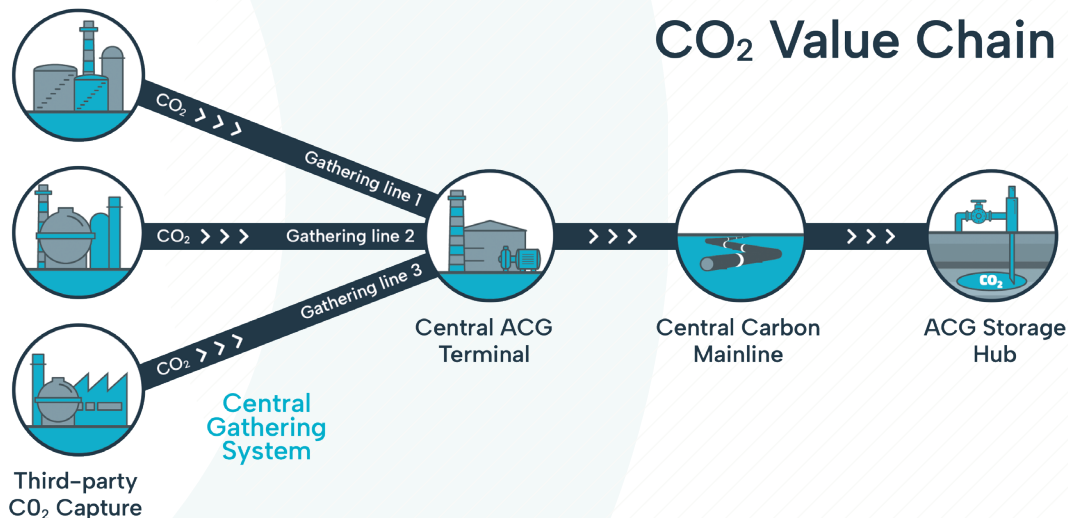 CO₂ Value Chain
CO₂
Gathering line 1
CO₂
Gathering line 2
CO₂
Gathering line 3
Central ACG
Terminal
Central Carbon
Mainline
CO₂
ACG Storage
Hub
Central
Gathering
System
Third-party
C0₂ Capture